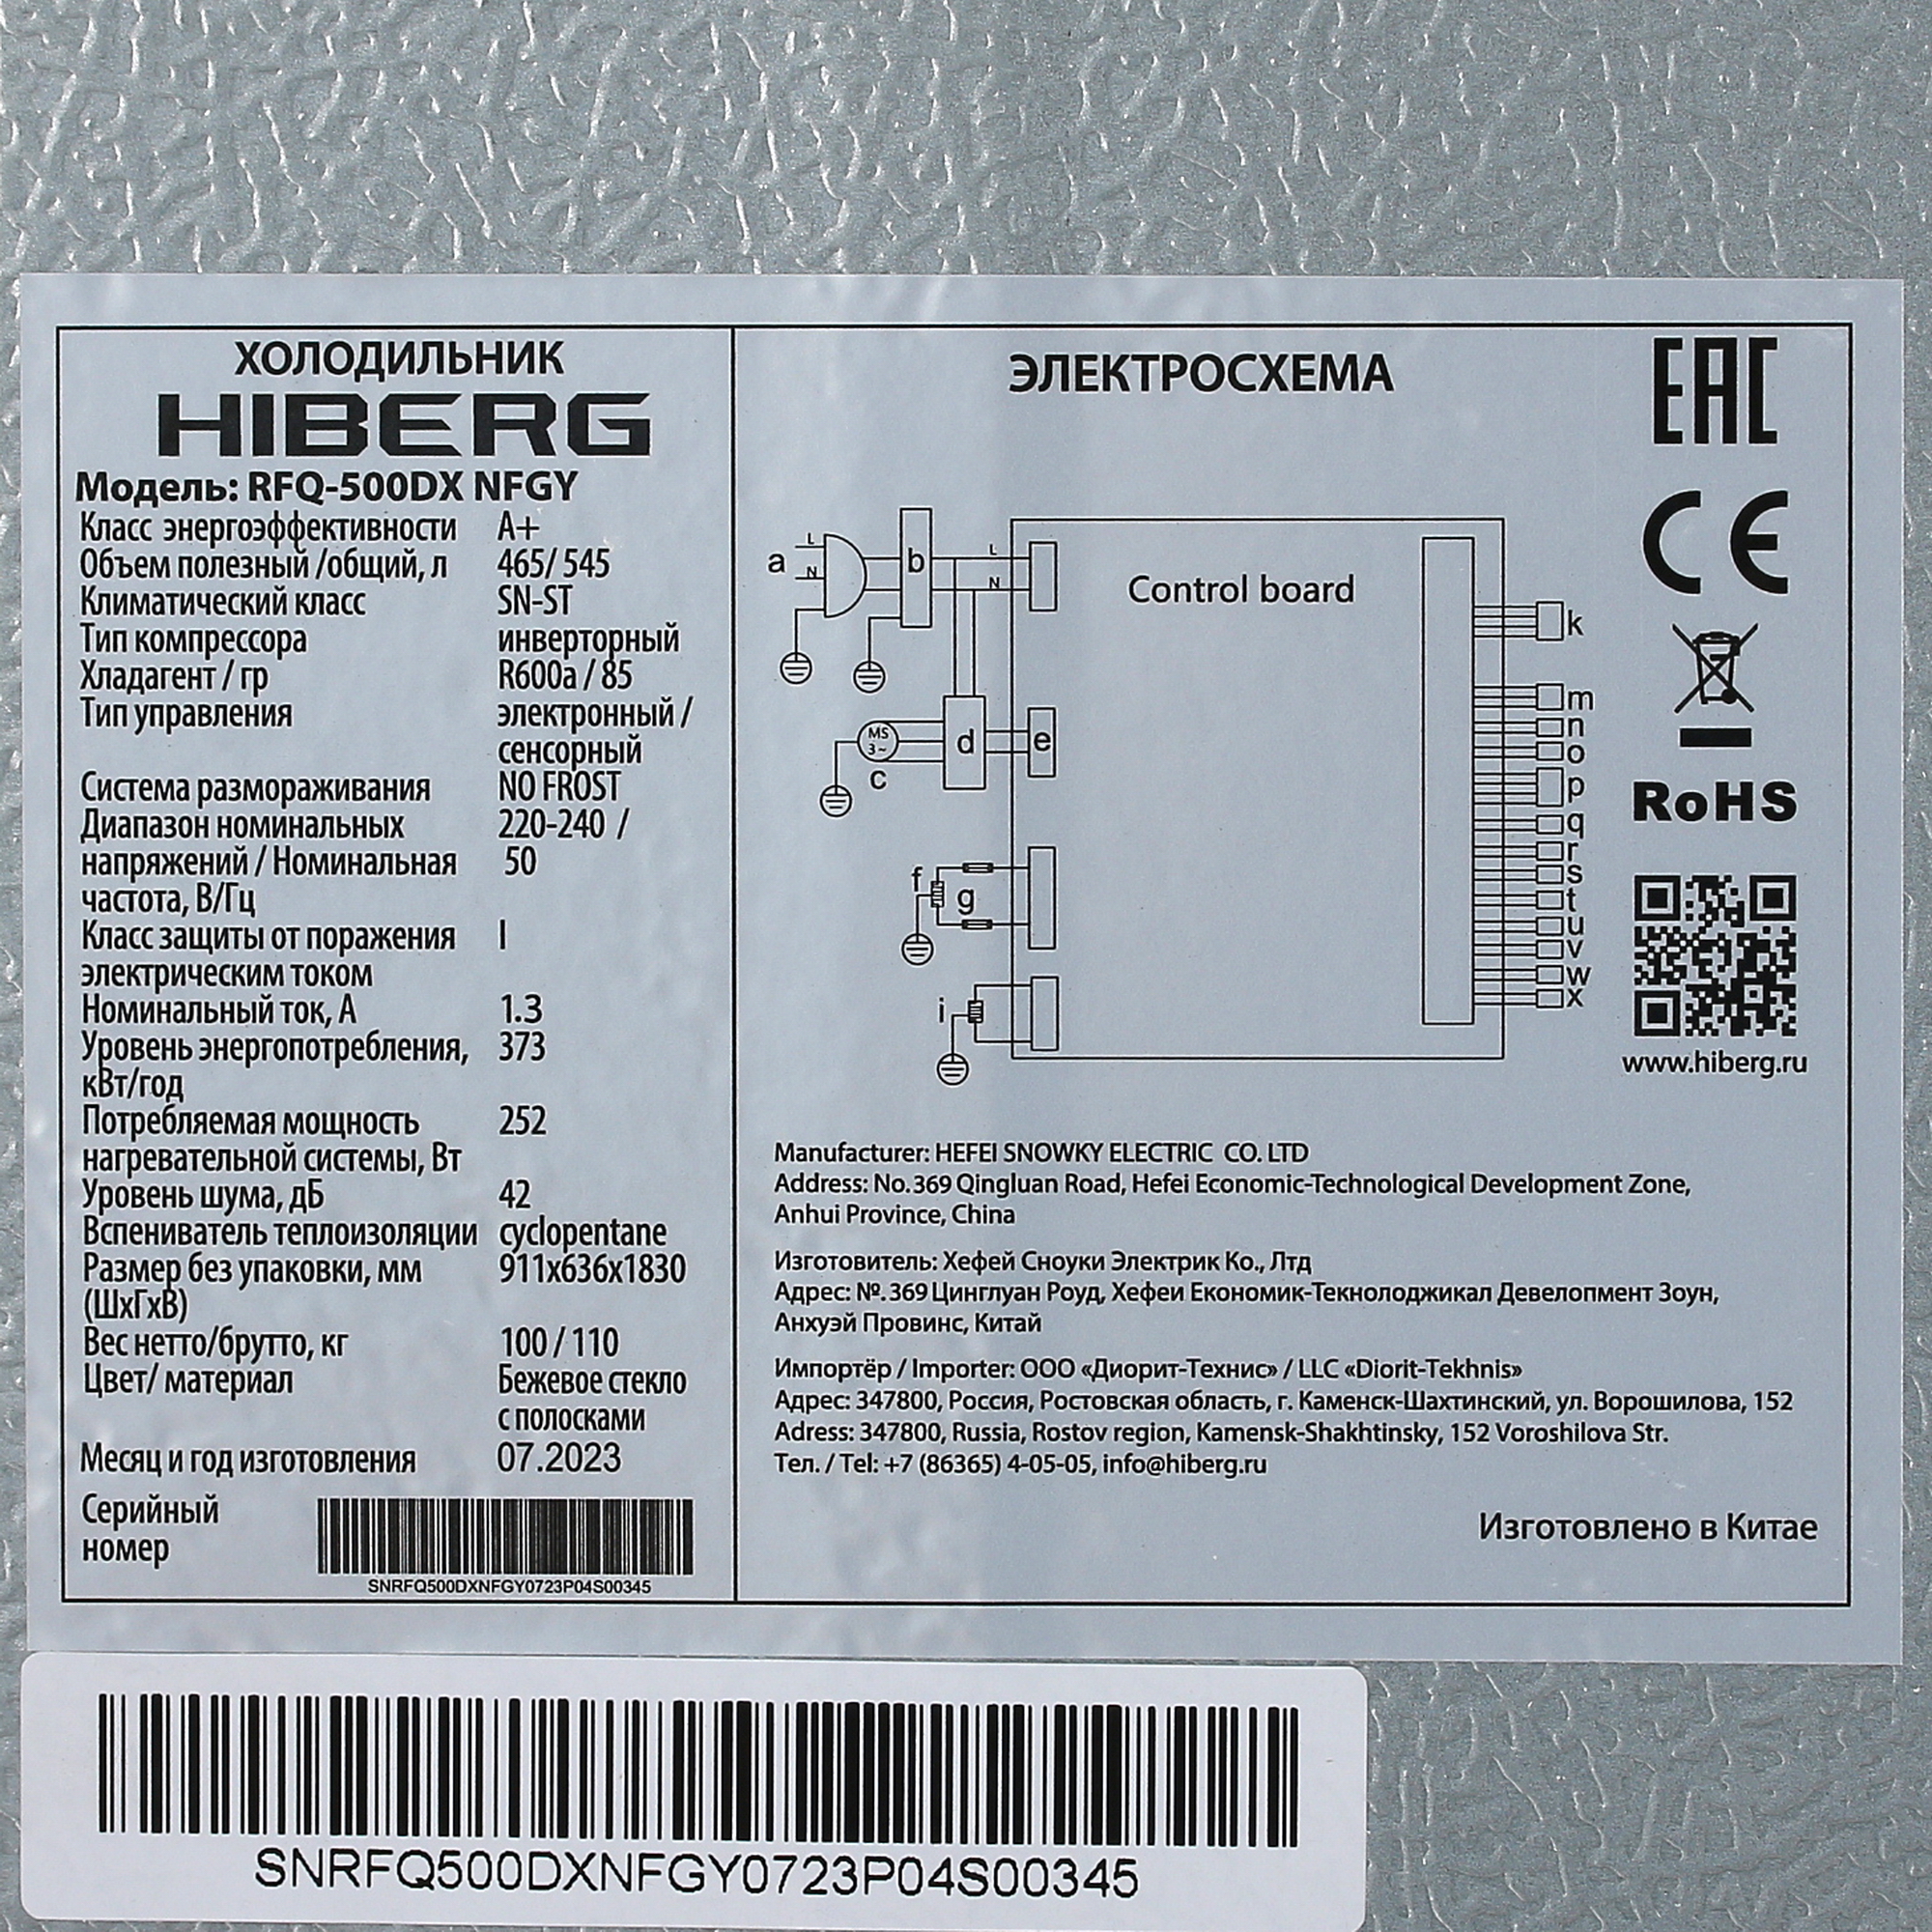 ХОЛОДИЛЬНИК
HIBERG
Модель: RFQ-500DX NFGY
Класс энергоэффективности A+
Объем полезный /общий, л 465/ 545
Климатический класс SN-ST
Тип компрессора инверторный
Хладагент / гр R600a / 85
Тип управления электронный /
сенсорный
Система размораживания NO FROST
Диапазон номинальных 220-240 /
напряжений / Номинальная 50
частота, В/Гц
Класс защиты от поражения I
электрическим током
Номинальный ток, А 1.3
Уровень энергопотребления, 373
кВт/год
Потребляемая мощность 252
нагревательной системы, Вт
Уровень шума, дБ 42
Вспениватель теплоизоляции cyclopentane
Размер без упаковки, мм 911x636x1830
(ШхГхВ)
Вес нетто/брутто, кг 100 / 110
Цвет/ материал Бежевое стекло
с полосками
Месяц и год изготовления 07.2023
Серийный
номер
SNRFQ500DXNFGY0723P04S00345
ЭЛЕКТРОСХЕМА
a
L
N
b
L
N
Control board
MS
3~
c
d
e
f
g
i
k
m
n
o
p
q
r
s
t
u
v
w
x
EAC
CE
RoHS
www.hiberg.ru
Manufacturer: HEFEI SNOWKY ELECTRIC CO. LTD
Address: No.369 Qingluan Road, Hefei Economic-Technological Development Zone,
Anhui Province, China
Изготовитель: Хефей Сноуки Электрик Ко., Лтд
Адрес: №.369 Цинглуан Роуд, Хефеи Економик-Текнолоджикал Девелопмент Зоун,
Анхуэй Провинс, Китай
Импортёр / Importer: ООО «Диорит-Технис» / LLC «Diorit-Tekhnis»
Адрес: 347800, Россия, Ростовская область, г. Каменск-Шахтинский, ул. Ворошилова, 152
Adress: 347800, Russia, Rostov region, Kamensk-Shakhtinsky, 152 Voroshilova Str.
Тел. / Tel: +7 (86365) 4-05-05, info@hiberg.ru
Изготовлено в Китае
SNRFQ500DXNFGY0723P04S00345